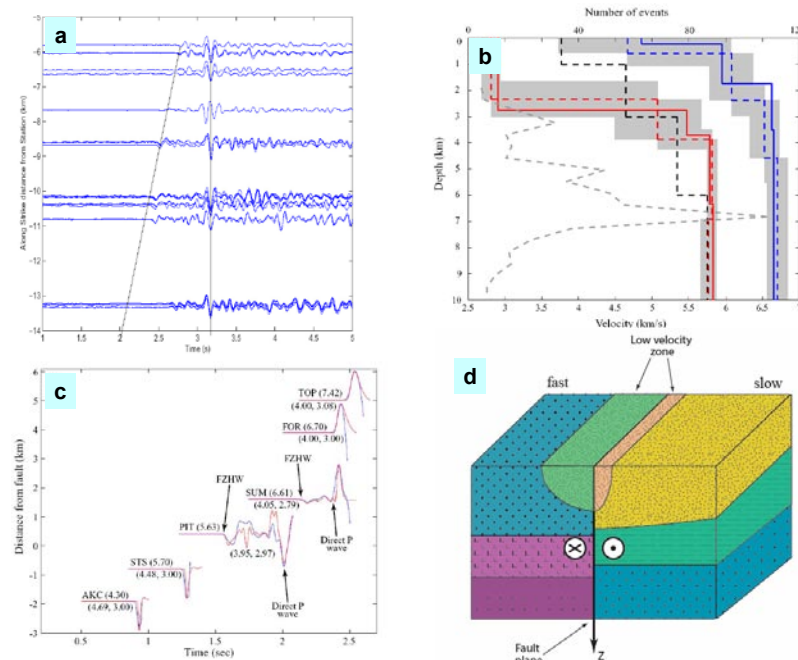 a
-5
-6
-7
-8
-9
-10
-11
-12
-13
-14
Along Strike distance from Station (km)
1 1.5 2 2.5 3 3.5 4 4.5 5
Time (s)
b
Number of events
0 40 80 120
0
1
2
3
4
5
6
7
8
9
10
Depth (km)
2.5 3 3.5 4 4.5 5 5.5 6 6.5 7
Velocity (km/s)
c
6
5
4
3
2
1
0
-1
-2
-3
Distance from fault (km)
TOP (7.42)
(4.00, 3.08)
FOR (6.70)
(4.00, 3.00)
FZHW
FZHW
SUM (6.61)
(4.05, 2.79)
PIT (5.63)
(3.95, 2.97)
Direct P
wave
Direct P
wave
STS (5.70)
(4.48, 3.00)
AKC (4.30)
(4.69, 3.00)
0.5 1 1.5 2 2.5
Time (sec)
d
Low velocity
zone
fast
slow
Fault
plane
Z